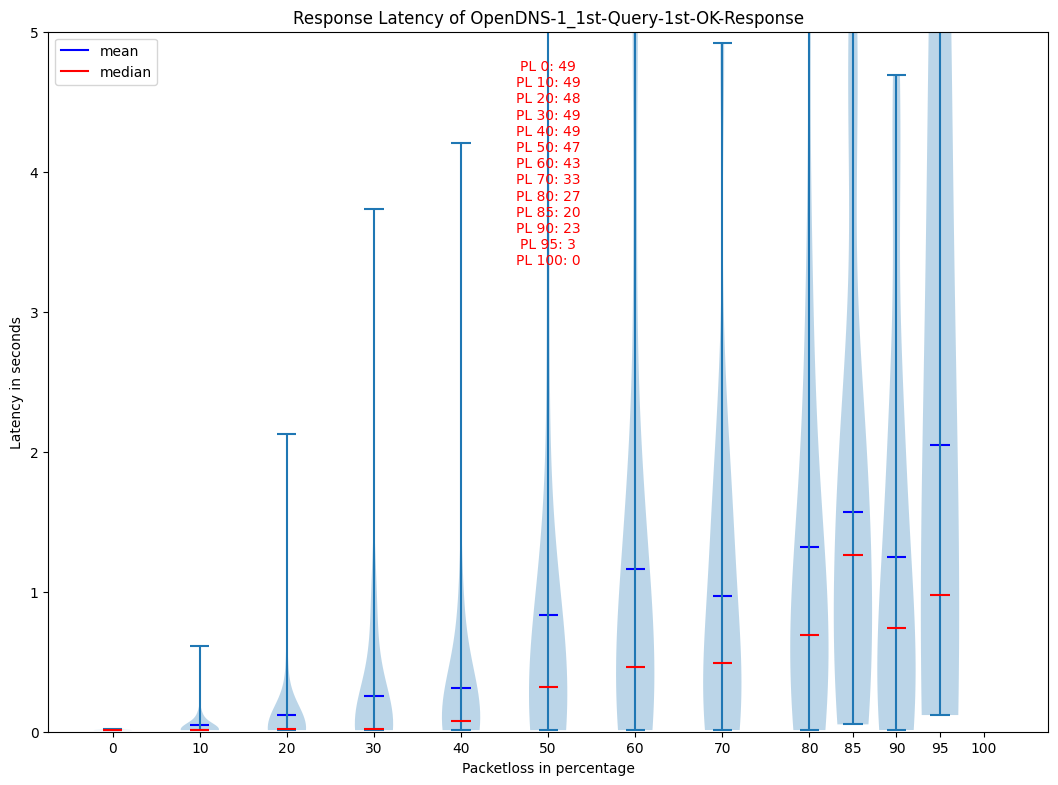 Response Latency of OpenDNS-1_1st-Query-1st-OK-Response
mean
median
PL 0: 49
PL 10: 49
PL 20: 48
PL 30: 49
PL 40: 49
PL 50: 47
PL 60: 43
PL 70: 33
PL 80: 27
PL 85: 20
PL 90: 23
PL 95: 3
PL 100: 0
Latency in seconds
5
4
3
2
1
0
0 10 20 30 40 50 60 70 80 85 90 95 100
Packetloss in percentage